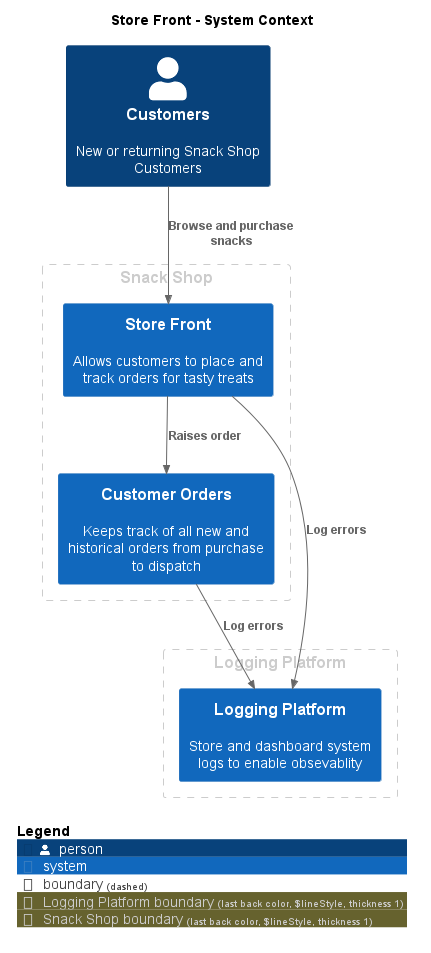 Store Front - System Context
Customers
New or returning Snack Shop
Customers
Browse and purchase
snacks
Snack Shop
Store Front
Allows customers to place and
track orders for tasty treats
Raises order
Customer Orders
Keeps track of all new and
historical orders from purchase
to dispatch
Log errors
Log errors
Logging Platform
Logging Platform
Store and dashboard system
logs to enable obsevablity
Legend
person
system
boundary (dashed)
Logging Platform boundary (last back color, $lineStyle, thickness 1)
Snack Shop boundary (last back color, $lineStyle, thickness 1)